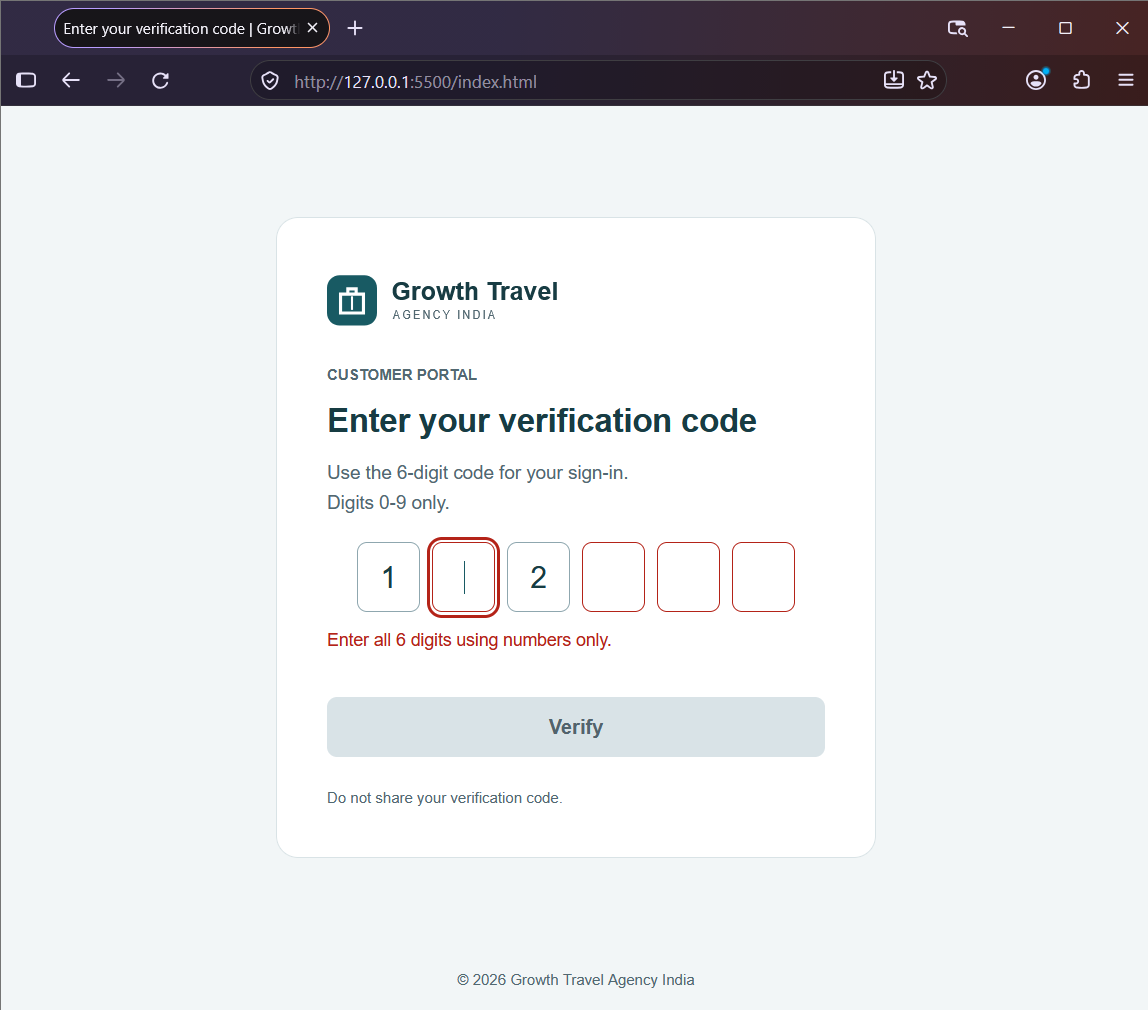 Enter your verification code | Growt
http://127.0.0.1:5500/index.html
Growth Travel
AGENCY INDIA
CUSTOMER PORTAL
Enter your verification code
Use the 6-digit code for your sign-in.
Digits 0-9 only.
1 2
Enter all 6 digits using numbers only.
Verify
Do not share your verification code.
© 2026 Growth Travel Agency India